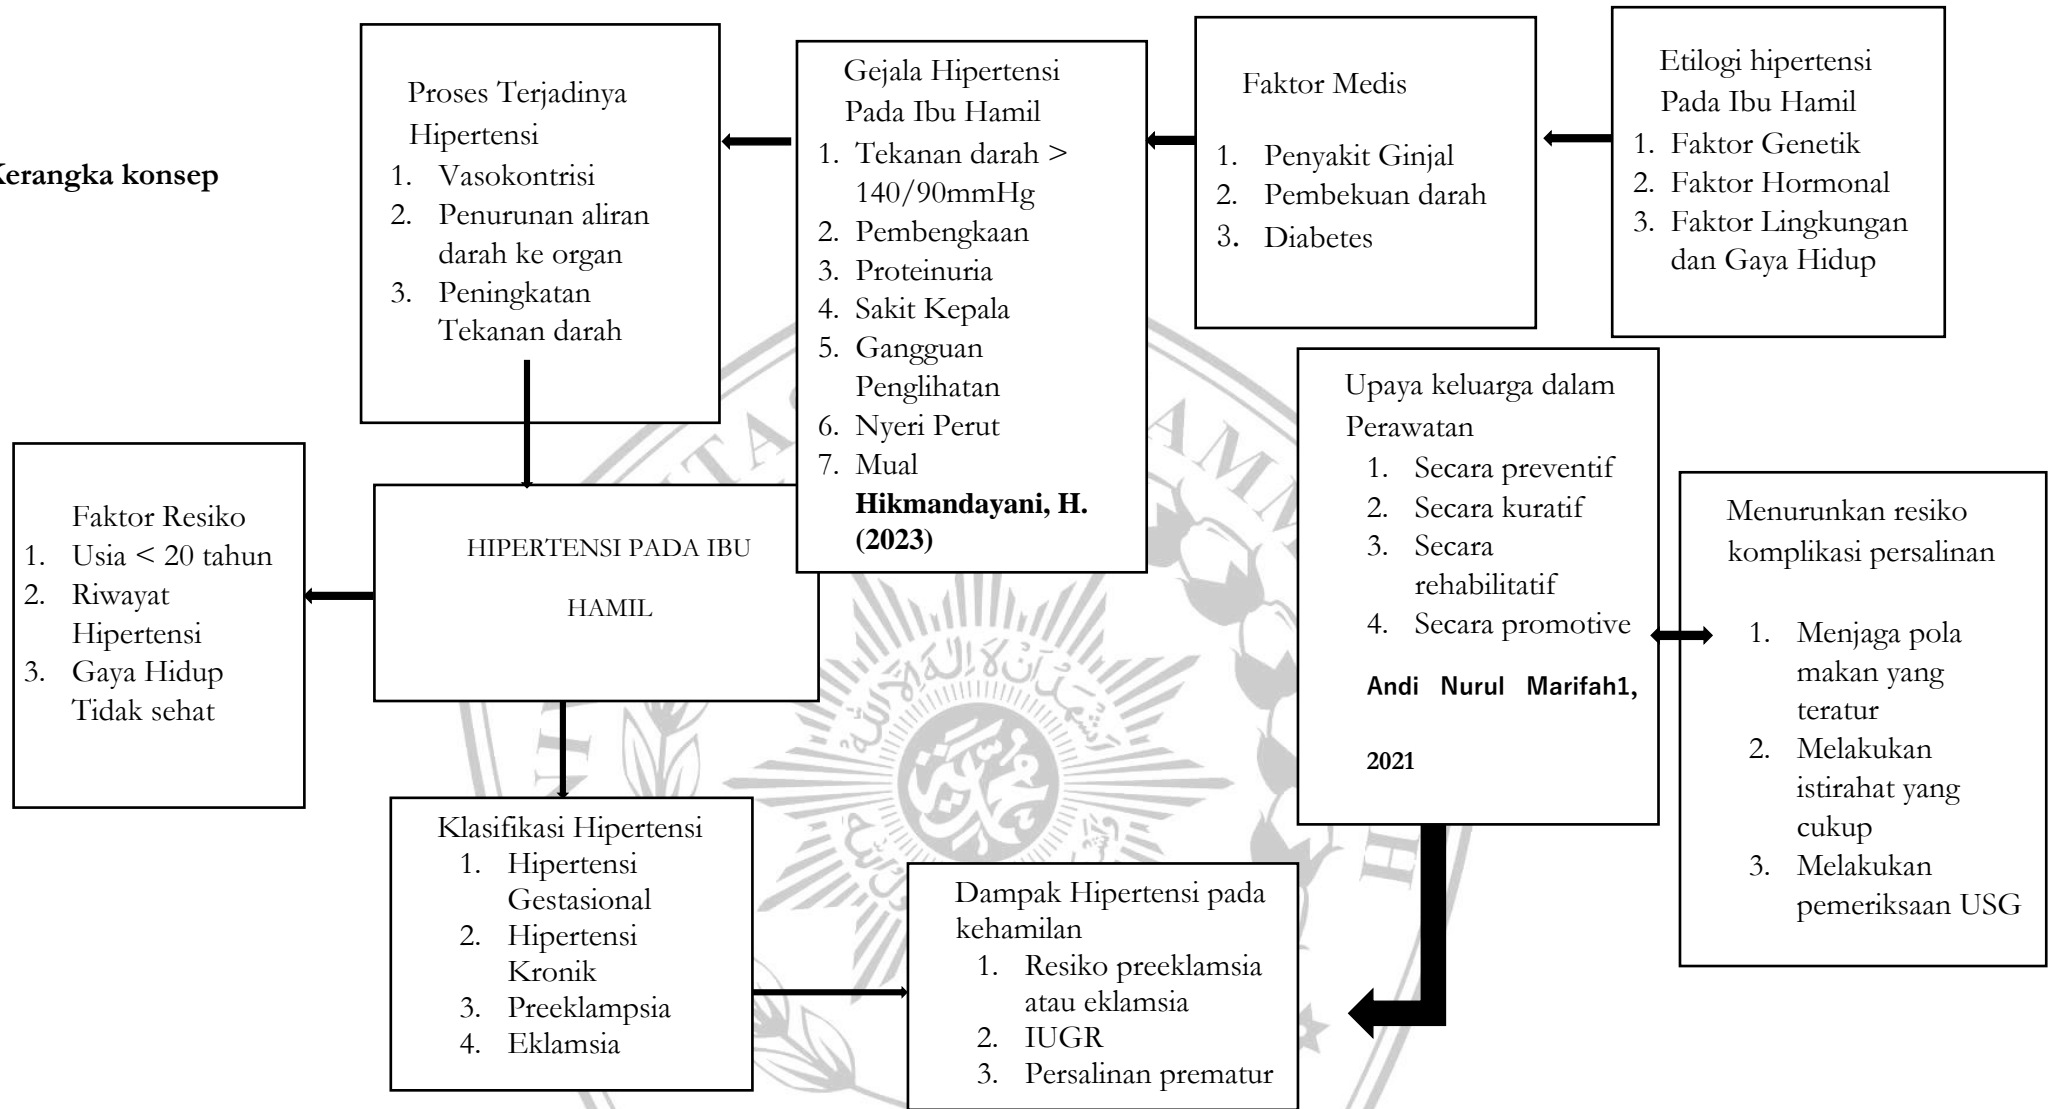 Kerangka konsep
Proses Terjadinya
Hipertensi
1. Vasokontrisi
2. Penurunan aliran
darah ke organ
3. Peningkatan
Tekanan darah
Gejala Hipertensi
Pada Ibu Hamil
1. Tekanan darah >
140/90mmHg
2. Pembengkaan
3. Proteinuria
4. Sakit Kepala
5. Gangguan
Penglihatan
6. Nyeri Perut
7. Mual
Hikmandayani, H.
(2023)
Faktor Medis
1. Penyakit Ginjal
2. Pembekuan darah
3. Diabetes
Etilogi hipertensi
Pada Ibu Hamil
1. Faktor Genetik
2. Faktor Hormonal
3. Faktor Lingkungan
dan Gaya Hidup
Faktor Resiko
1. Usia < 20 tahun
2. Riwayat
Hipertensi
3. Gaya Hidup
Tidak sehat
HIPERTENSI PADA IBU
HAMIL
Upaya keluarga dalam
Perawatan
1. Secara preventif
2. Secara kuratif
3. Secara
rehabilitatif
4. Secara promotive
Andi Nurul Marifah1,
2021
Menurunkan resiko
komplikasi persalinan
1. Menjaga pola
makan yang
teratur
2. Melakukan
istirahat yang
cukup
3. Melakukan
pemeriksaan USG
Klasifikasi Hipertensi
1. Hipertensi
Gestasional
2. Hipertensi
Kronik
3. Preeklampsia
4. Eklamsia
Dampak Hipertensi pada
kehamilan
1. Resiko preeklamsia
atau eklamsia
2. IUGR
3. Persalinan prematur